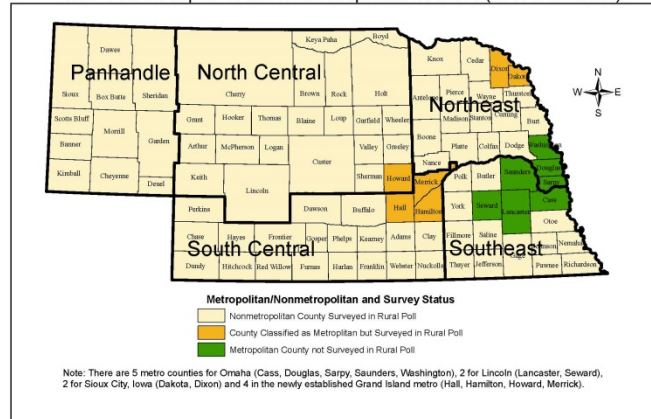 Dawes
Keya Paha
Boyd
Knox
Cedar
Dixon
Dakota
Panhandle
North Central
Sioux
Box Butte
Sheridan
Cherry
Brown
Rock
Holt
Antelope
Pierce
Wayne
Thurston
Northeast
Madison
Stanton
Cuming
Burt
Scotts Bluff
Morrill
Garden
Grant
Hooker
Thomas
Blaine
Loup
Garfield
Wheeler
Boone
Banner
Arthur
McPherson
Logan
Custer
Valley
Greeley
Platte
Colfax
Dodge
Washington
Nance
Kimball
Cheyenne
Deuel
Keith
Lincoln
Sherman
Howard
Merrick
Polk
Butler
Saunders
Douglas
Sarpy
Perkins
Dawson
Buffalo
Hall
Hamilton
York
Seward
Lancaster
Cass
Otoe
Chase
Hayes
Frontier
Gosper
Phelps
Kearney
Adams
Clay
Fillmore
Saline
Gage
Johnson
Nemaha
South Central
Southeast
Dundy
Hitchcock
Red Willow
Furnas
Harlan
Franklin
Webster
Nuckolls
Thayer
Jefferson
Pawnee
Richardson
N
W
E
S
Metropolitan/Nonmetropolitan and Survey Status
Nonmetropolitan County Surveyed in Rural Poll
County Classified as Metroplitan but Surveyed in Rural Poll
Metropolitan County not Surveyed in Rural Poll
Note: There are 5 metro counties for Omaha (Cass, Douglas, Sarpy, Saunders, Washington), 2 for Lincoln (Lancaster, Seward),
2 for Sioux City, Iowa (Dakota, Dixon) and 4 in the newly established Grand Island metro (Hall, Hamilton, Howard, Merrick).